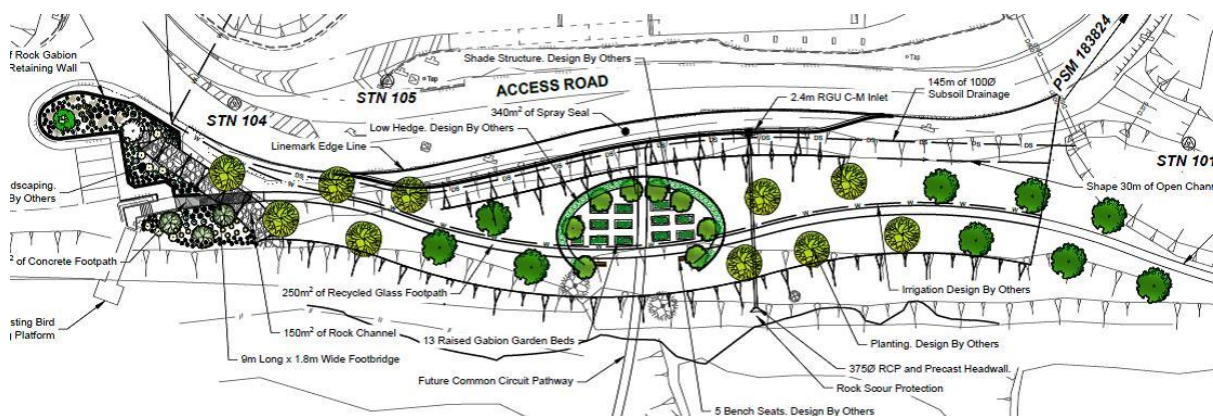 of Rock Gabion
Retaining Wall
STN 104
STN 105
Tap
ACCESS ROAD
Shade Structure. Design By Others
340m² of Spray Seal
Low Hedge. Design By Others
Linemark Edge Line
2.4m RGU C-M Inlet
Tap
145m of 100Ø
Subsoil Drainage
PSM 183824
STN 101
Shape 30m of Open Chann
dscaping.
By Others
² of Concrete Footpath
sting Bird
Platform
250m² of Recycled Glass Footpath
150m² of Rock Channel
9m Long x 1.8m Wide Footbridge
13 Raised Gabion Garden Beds
Future Common Circuit Pathway
Irrigation Design By Others
Planting. Design By Others
375Ø RCP and Precast Headwall.
Rock Scour Protection
5 Bench Seats. Design By Others
DS
W